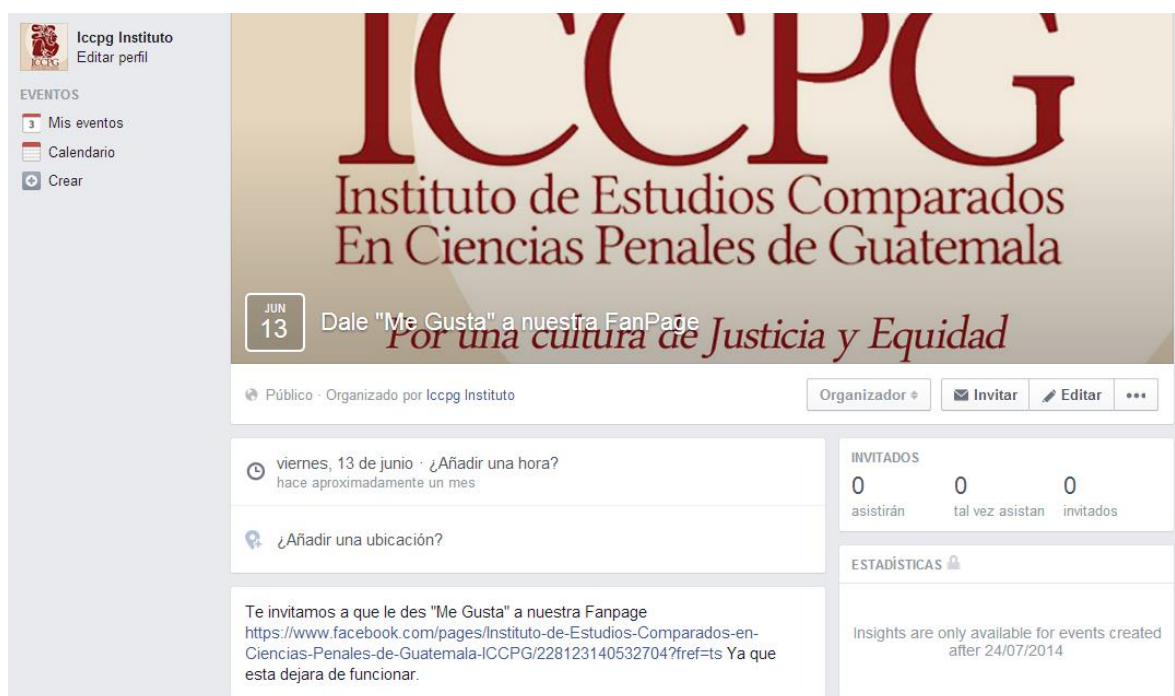 Iccpg Instituto
Editar perfil
EVENTOS
3 Mis eventos
Calendario
Crear
ICCPG
ICCPG
Instituto de Estudios Comparados
En Ciencias Penales de Guatemala
JUN
13
Dale "Me Gusta" a nuestra FanPage
Por una cultura de Justicia y Equidad
Público · Organizado por Iccpg Instituto
Organizador
Invitar
Editar
viernes, 13 de junio · ¿Añadir una hora?
hace aproximadamente un mes
¿Añadir una ubicación?
INVITADOS
0 0 0
asistirán tal vez asistan invitados
ESTADÍSTICAS
Insights are only available for events created
after 24/07/2014
Te invitamos a que le des "Me Gusta" a nuestra Fanpage
https://www.facebook.com/pages/Instituto-de-Estudios-Comparados-en-
Ciencias-Penales-de-Guatemala-ICCPG/228123140532704?fref=ts Ya que
esta dejara de funcionar.